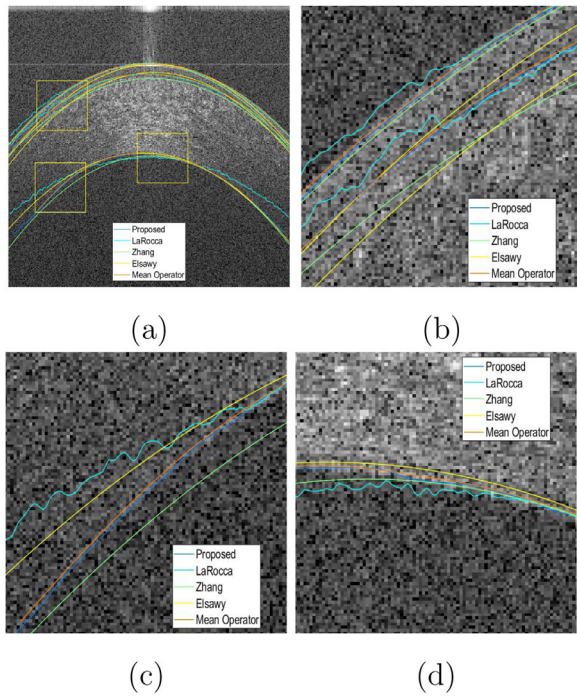 Proposed
LaRocca
Zhang
Elsawy
Mean Operator
(a)
Proposed
LaRocca
Zhang
Elsawy
Mean Operator
(b)
Proposed
LaRocca
Zhang
Elsawy
Mean Operator
(c)
Proposed
LaRocca
Zhang
Elsawy
Mean Operator
(d)